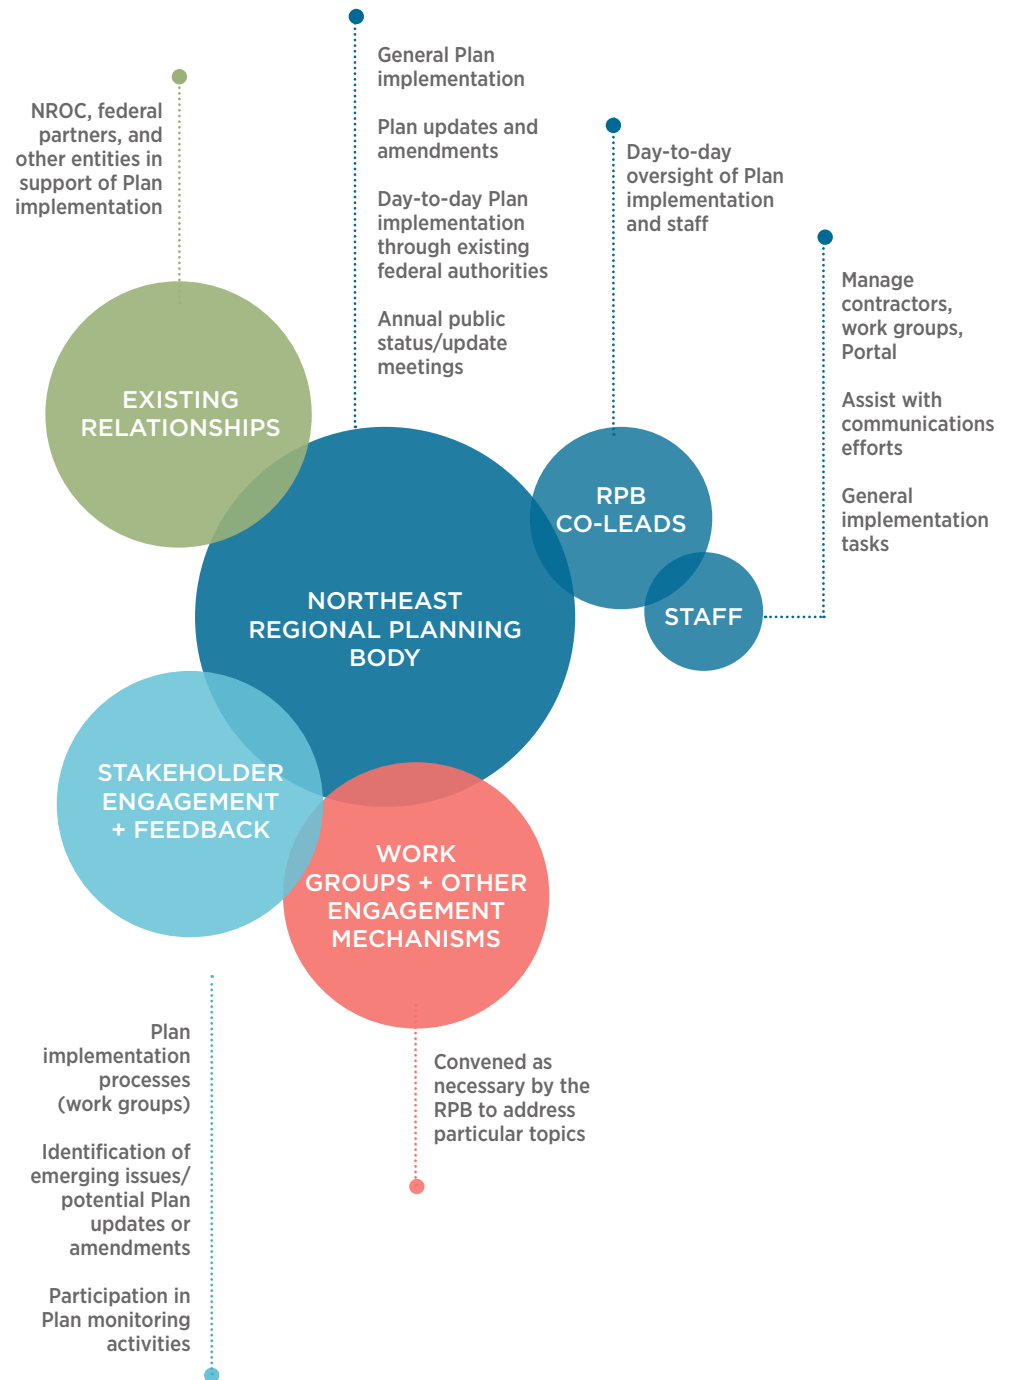 General Plan
implementation
Plan updates and
amendments
Day-to-day Plan
implementation
through existing
federal authorities
Annual public
status/update
meetings
NROC, federal
partners, and
other entities in
support of Plan
implementation
Day-to-day
oversight of Plan
implementation
and staff
Manage
contractors,
work groups,
Portal
Assist with
communications
efforts
General
implementation
tasks
EXISTING
RELATIONSHIPS
RPB
CO-LEADS
STAFF
NORTHEAST
REGIONAL PLANNING
BODY
STAKEHOLDER
ENGAGEMENT
+ FEEDBACK
WORK
GROUPS + OTHER
ENGAGEMENT
MECHANISMS
Plan
implementation
processes
(work groups)
Identification of
emerging issues/
potential Plan
updates or
amendments
Participation in
Plan monitoring
activities
Convened as
necessary by the
RPB to address
particular topics